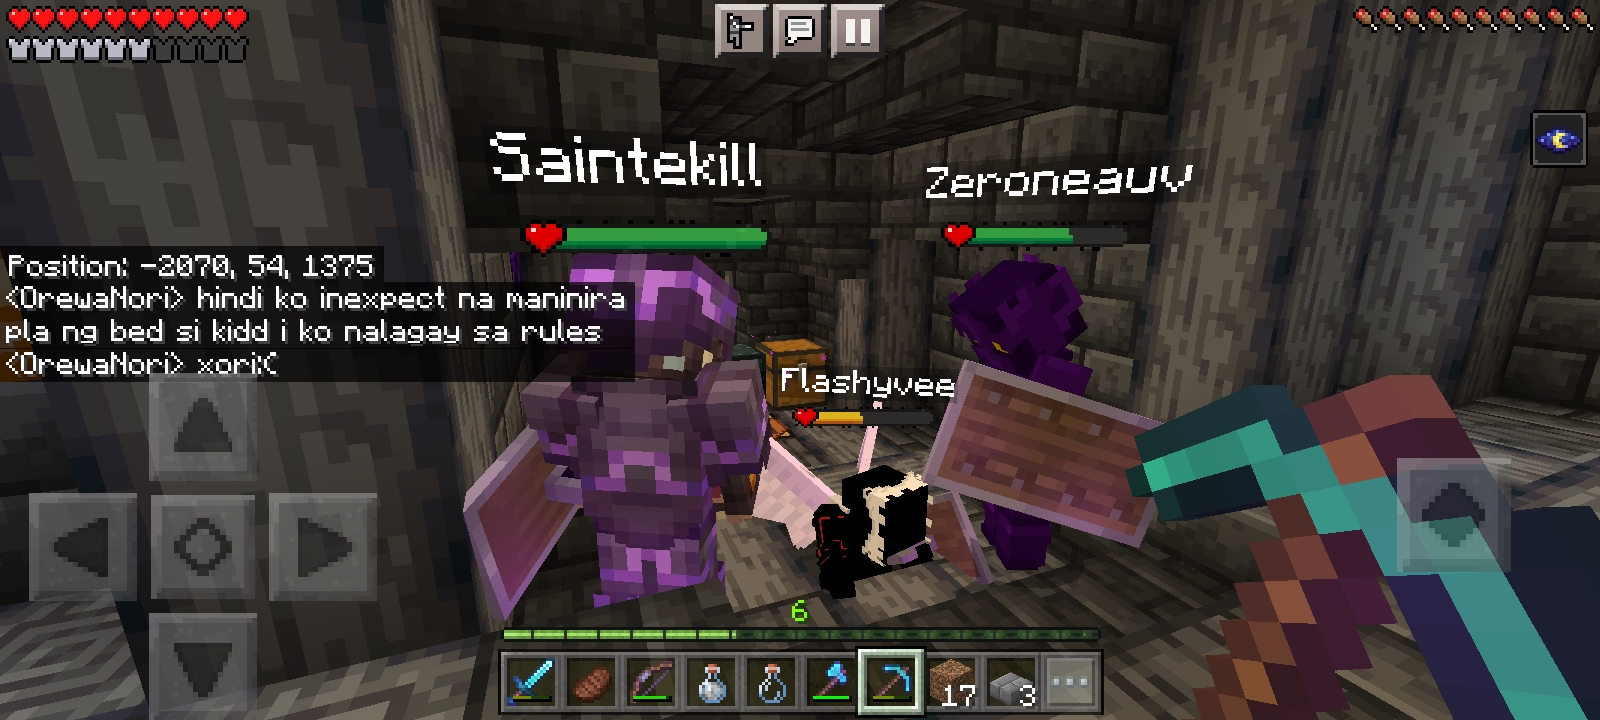 Saintekill
Zeroneauv
Position: -2070, 54, 1375
<OrewaNori> hindi ko inexpect na maninira
pla ng bed si kidd i ko nalagay sa rules
<OrewaNori> xori:(
Flashyvee
6
17
3